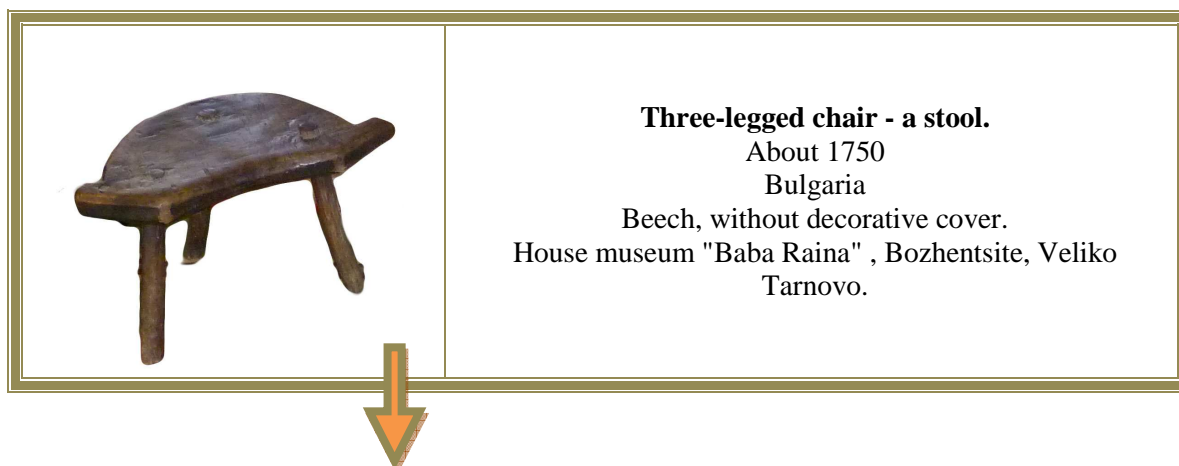 Three-legged chair - a stool.
About 1750
Bulgaria
Beech, without decorative cover.
House museum "Baba Raina" , Bozhentsite, Veliko
Tarnovo.